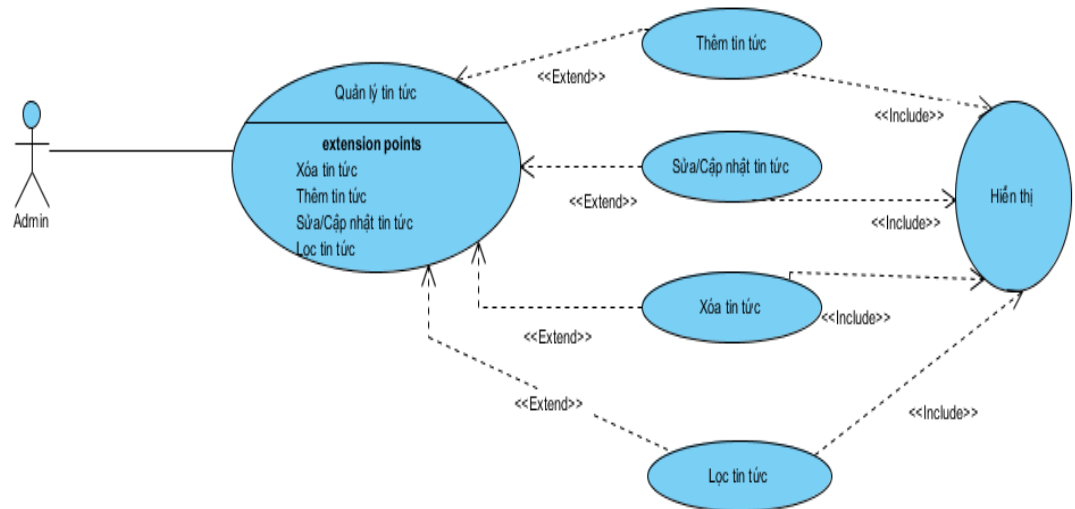 Admin
Quản lý tin tức
extension points
Xóa tin tức
Thêm tin tức
Sửa/Cập nhật tin tức
Lọc tin tức
<<Extend>>
Thêm tin tức
<<Include>>
<<Extend>>
Sửa/Cập nhật tin tức
<<Include>>
Hiển thị
<<Extend>>
Xóa tin tức
<<Include>>
<<Extend>>
Lọc tin tức
<<Include>>